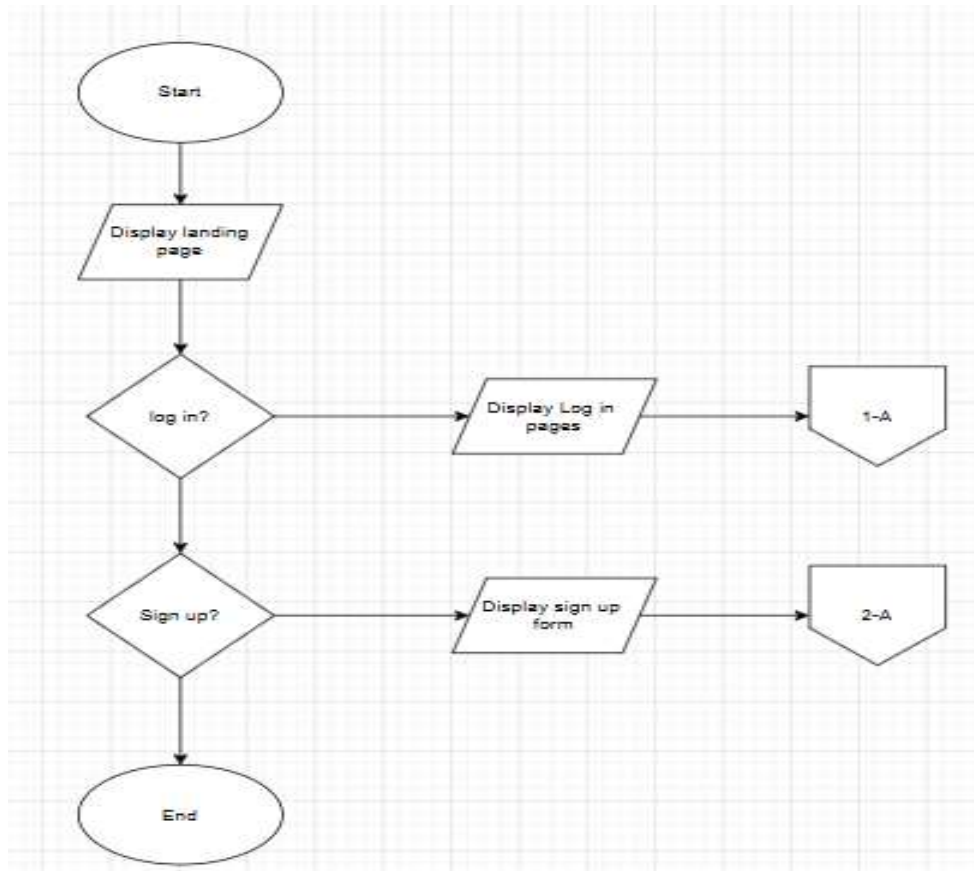 Start
Display landing
page
log in?
Display Log in
pages
1-A
Sign up?
Display sign up
form
2-A
End